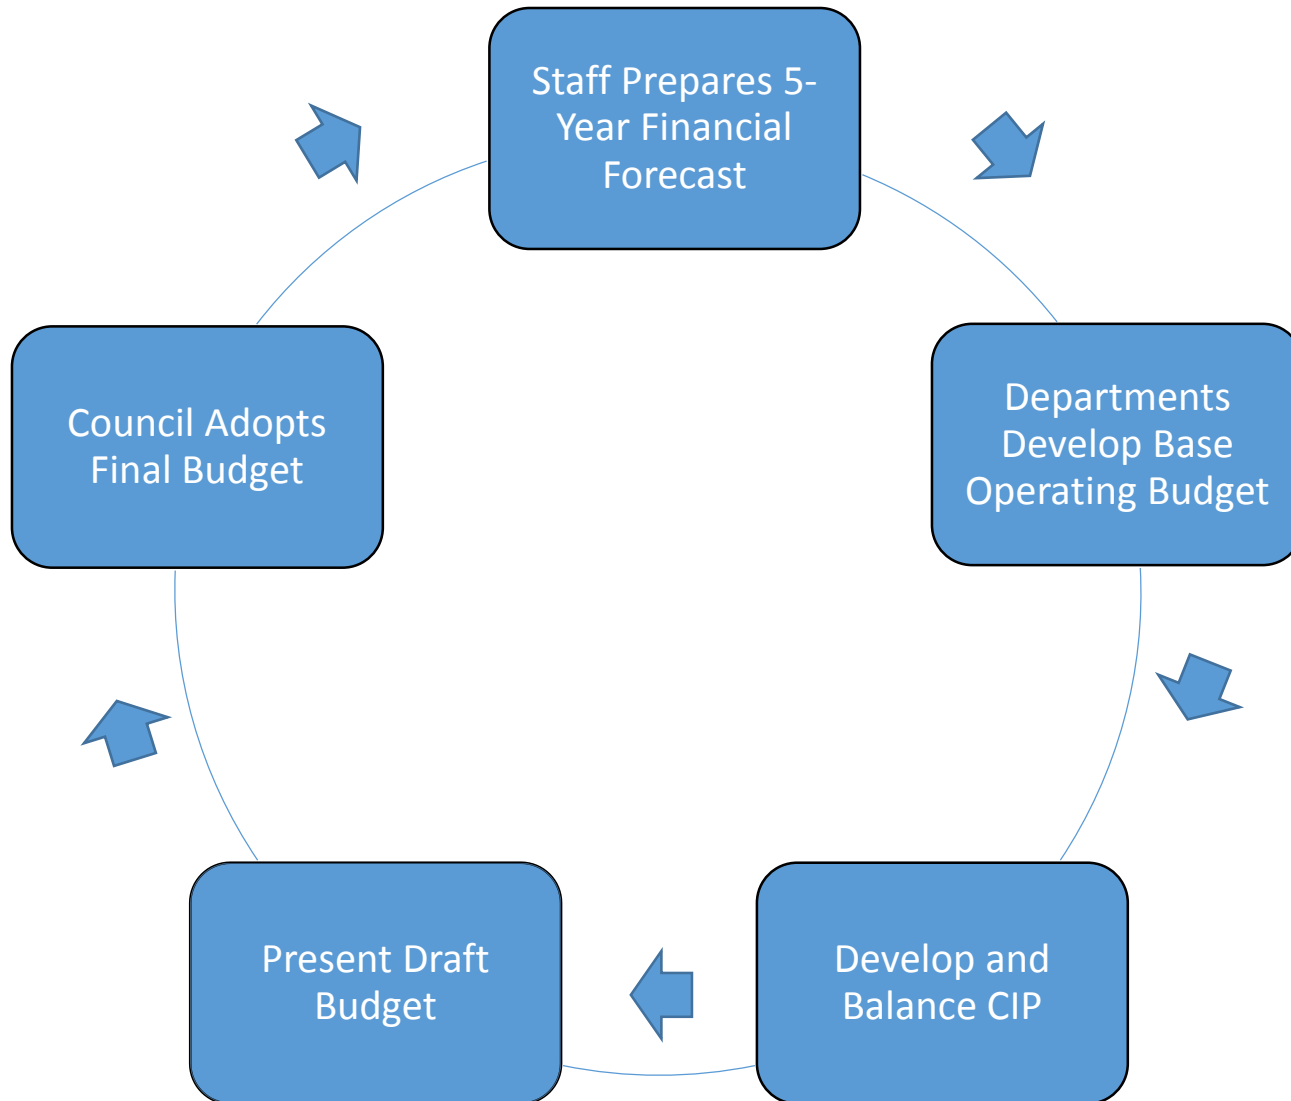 Staff Prepares 5-
Year Financial
Forecast
Departments
Develop Base
Operating Budget
Develop and
Balance CIP
Present Draft
Budget
Council Adopts
Final Budget